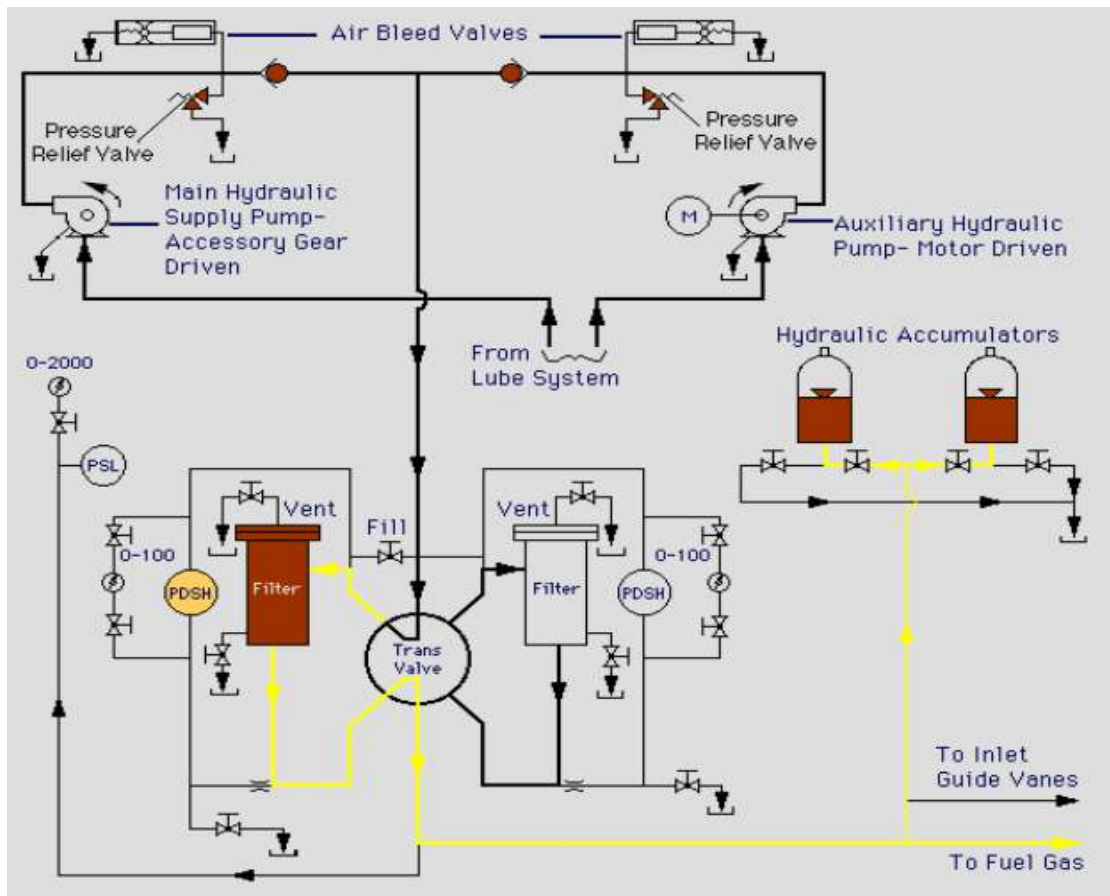 Air Bleed Valves
Pressure
Relief Valve
Pressure
Relief Valve
Main Hydraulic
Supply Pump-
Accessory Gear
Driven
M
Auxiliary Hydraulic
Pump- Motor Driven
From
Lube System
Hydraulic Accumulators
0-2000
PSL
Vent
Fill
Vent
0-100
0-100
PDSH
Filter
Filter
PDSH
Trans
Valve
To Inlet
Guide Vanes
To Fuel Gas